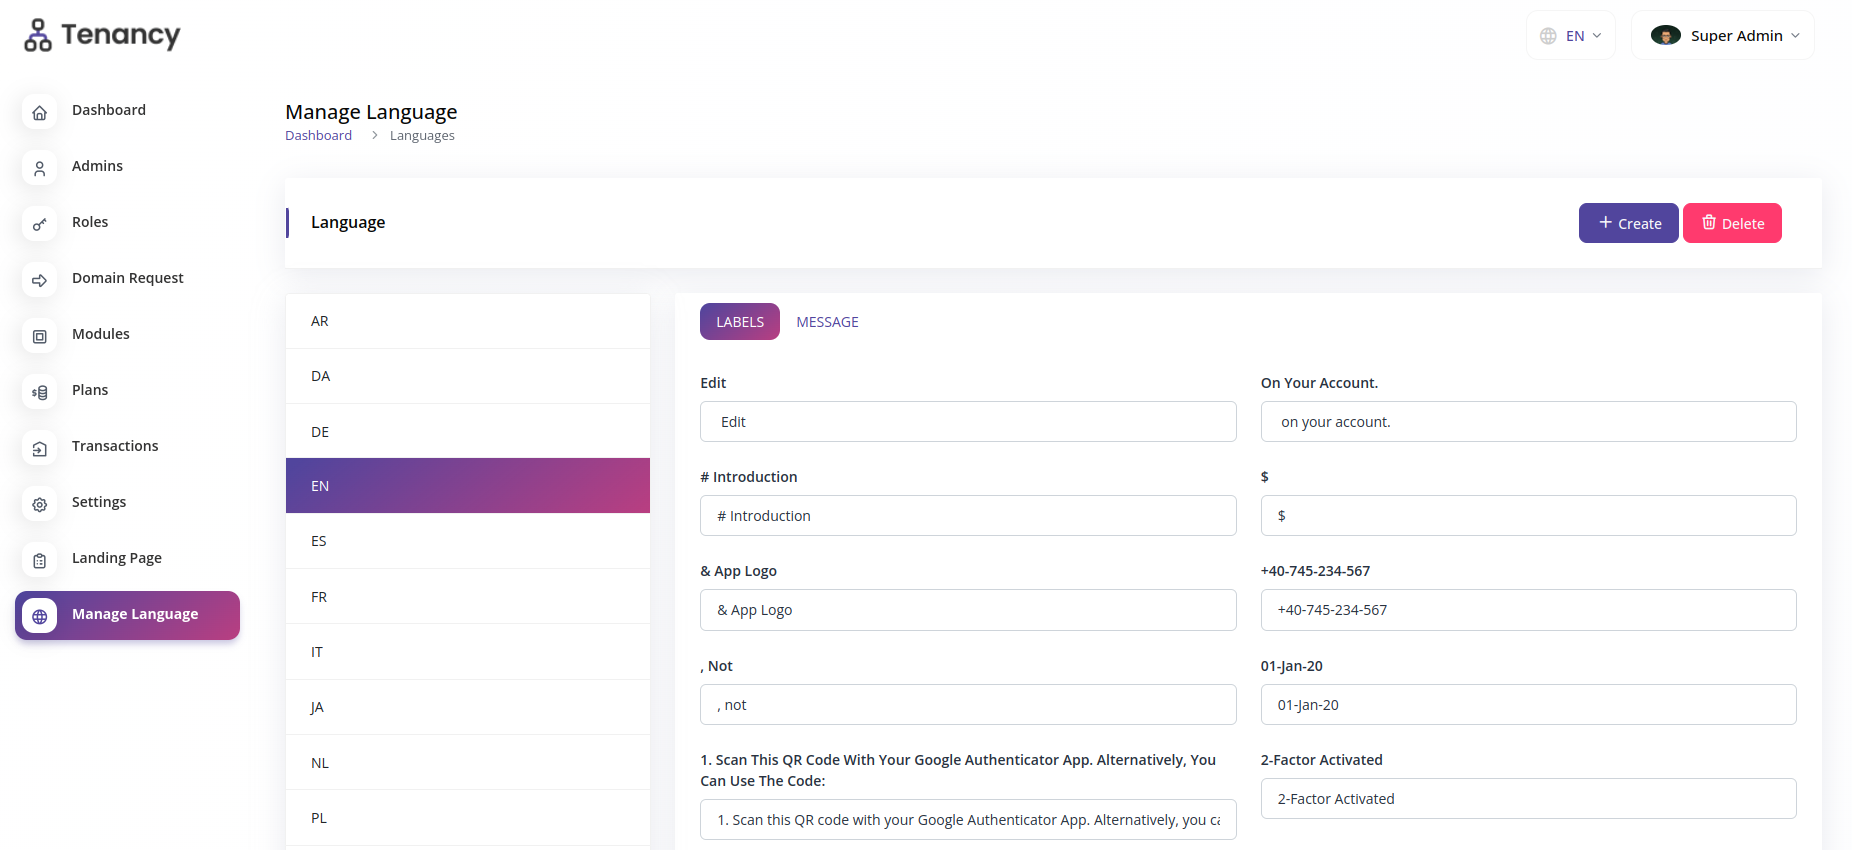 Tenancy
EN
Super Admin
Dashboard
Admins
Roles
Domain Request
Modules
Plans
Transactions
Settings
Landing Page
Manage Language
Manage Language
Dashboard > Languages
Language
+ Create
Delete
AR
DA
DE
EN
ES
FR
IT
JA
NL
PL
LABELS
MESSAGE
Edit
Edit
On Your Account.
on your account.
# Introduction
# Introduction
$
$
& App Logo
& App Logo
+40-745-234-567
+40-745-234-567
, Not
, not
01-Jan-20
01-Jan-20
1. Scan This QR Code With Your Google Authenticator App. Alternatively, You
Can Use The Code:
1. Scan this QR code with your Google Authenticator App. Alternatively, you ca
2-Factor Activated
2-Factor Activated